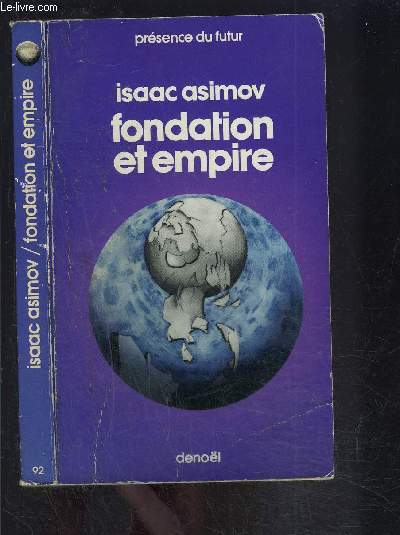 Le-livre.com
présence du futur
isaac asimov
fondation
et empire
denoël
isaac asimov / fondation et empire
92